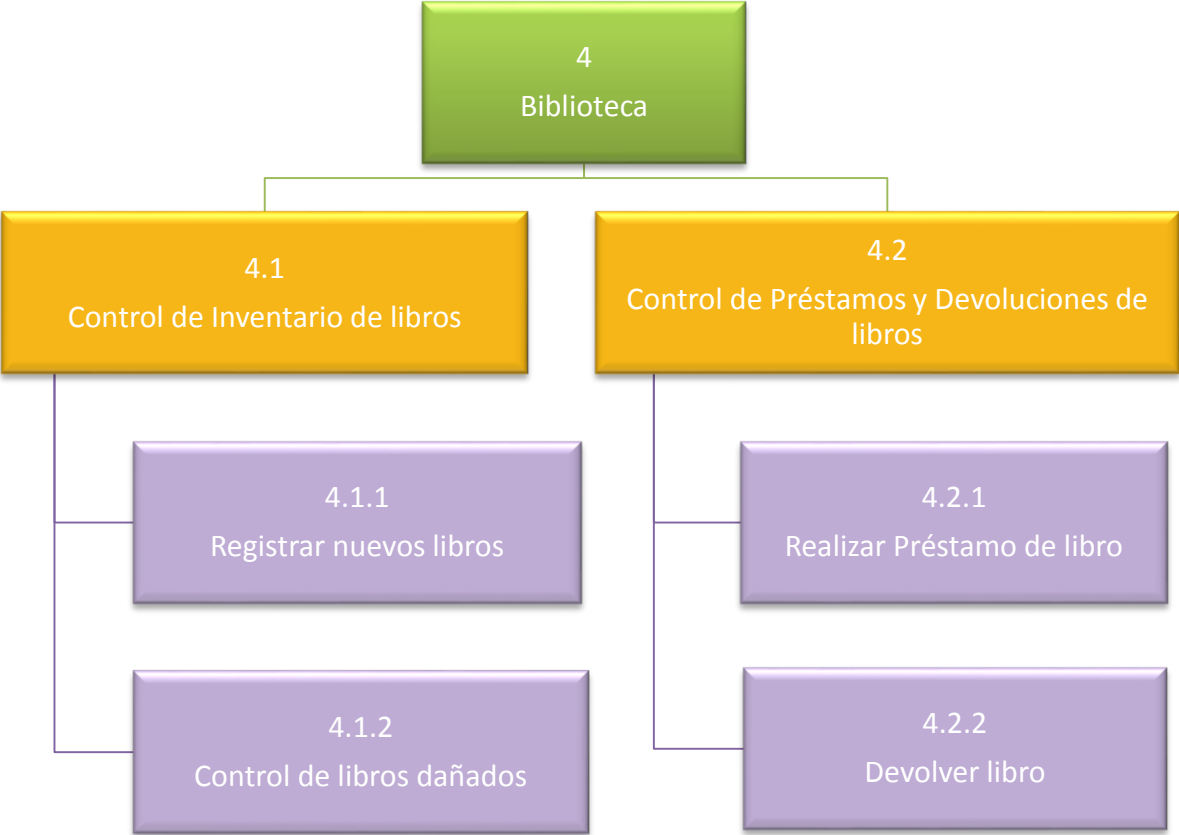 4
Biblioteca
4.1
Control de Inventario de libros
4.2
Control de Préstamos y Devoluciones de
libros
4.1.1
Registrar nuevos libros
4.1.2
Control de libros dañados
4.2.1
Realizar Préstamo de libro
4.2.2
Devolver libro